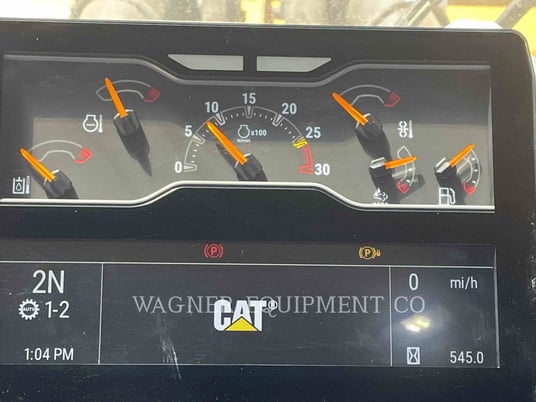 0
5
10
15
20
25
30
x100
P
P
2N
AUTO 1-2
1:04 PM
WAGNER EQUIPMENT CO
CAT®
0 mi/h
545.0